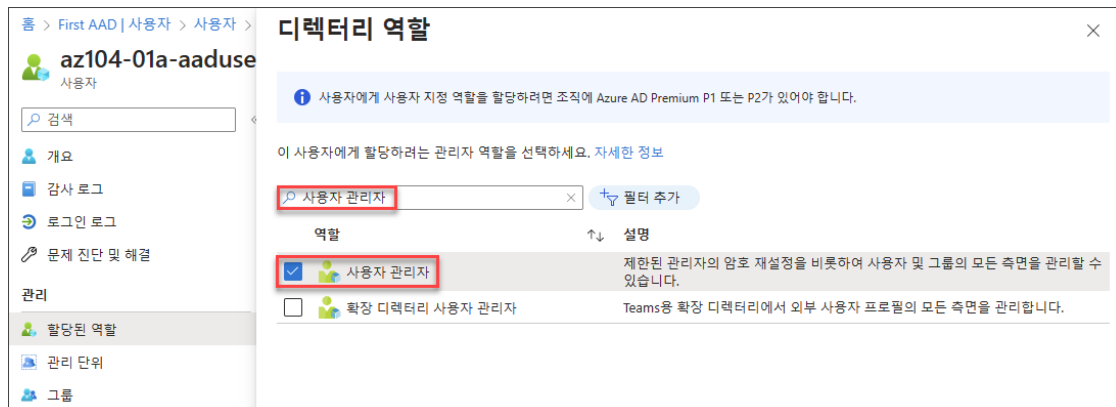 홈 > First AAD | 사용자 > 사용자 >
az104-01a-aaduse
사용자
검색
개요
감사 로그
로그인 로그
문제 진단 및 해결
관리
할당된 역할
관리 단위
그룹
디렉터리 역할
사용자에게 사용자 지정 역할을 할당하려면 조직에 Azure AD Premium P1 또는 P2가 있어야 합니다.
이 사용자에게 할당하려는 관리자 역할을 선택하세요. 자세한 정보
사용자 관리자
필터 추가
역할 설명
사용자 관리자 제한된 관리자의 암호 재설정을 비롯하여 사용자 및 그룹의 모든 측면을 관리할 수
있습니다.
확장 디렉터리 사용자 관리자 Teams용 확장 디렉터리에서 외부 사용자 프로필의 모든 측면을 관리합니다.